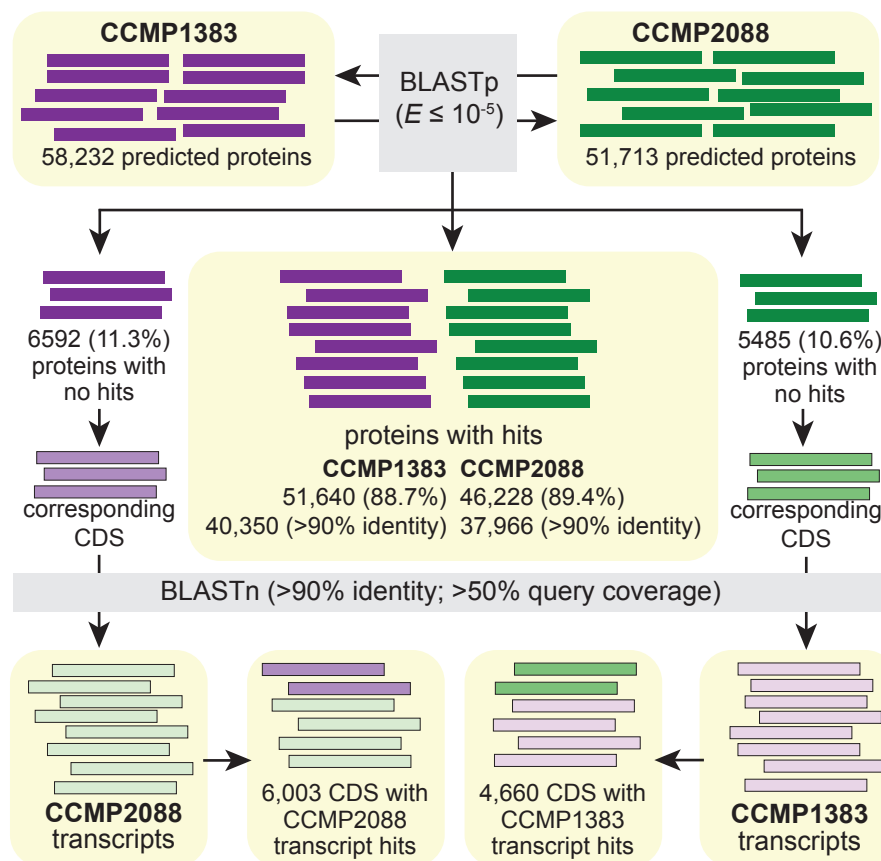 CCMP1383
58,232 predicted proteins
BLASTp
(E ≤ 10⁻⁵)
CCMP2088
51,713 predicted proteins
6592 (11.3%)
proteins with
no hits
proteins with hits
CCMP1383 CCMP2088
51,640 (88.7%) 46,228 (89.4%)
40,350 (>90% identity) 37,966 (>90% identity)
5485 (10.6%)
proteins with
no hits
corresponding
CDS
corresponding
CDS
BLASTn (>90% identity; >50% query coverage)
CCMP2088
transcripts
6,003 CDS with
CCMP2088
transcript hits
4,660 CDS with
CCMP1383
transcript hits
CCMP1383
transcripts